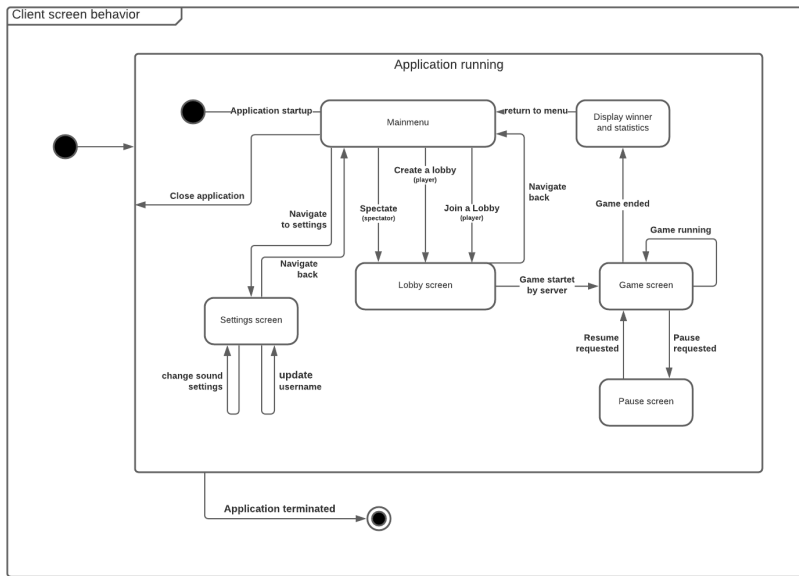 Client screen behavior
Application running
Application startup
Mainmenu
return to menu
Display winner
and statistics
Close application
Navigate
to settings
Navigate
back
Spectate
(spectator)
Create a lobby
(player)
Join a Lobby
(player)
Navigate
back
Game ended
Game running
Lobby screen
Game startet
by server
Game screen
Settings screen
change sound
settings
update
username
Resume
requested
Pause
requested
Pause screen
Application terminated